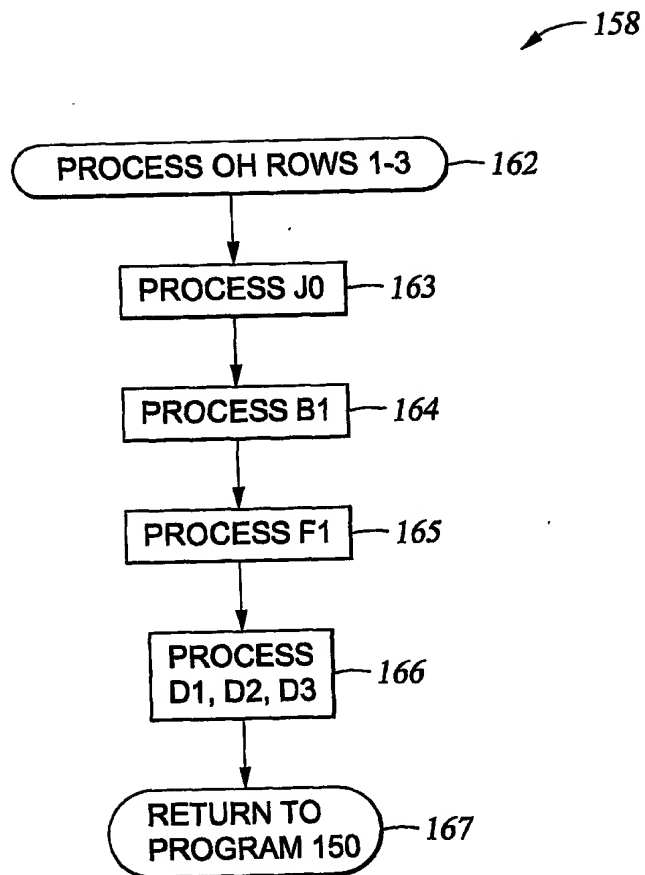 158
PROCESS OH ROWS 1-3 162
PROCESS J0 163
PROCESS B1 164
PROCESS F1 165
PROCESS
D1, D2, D3 166
RETURN TO
PROGRAM 150 167